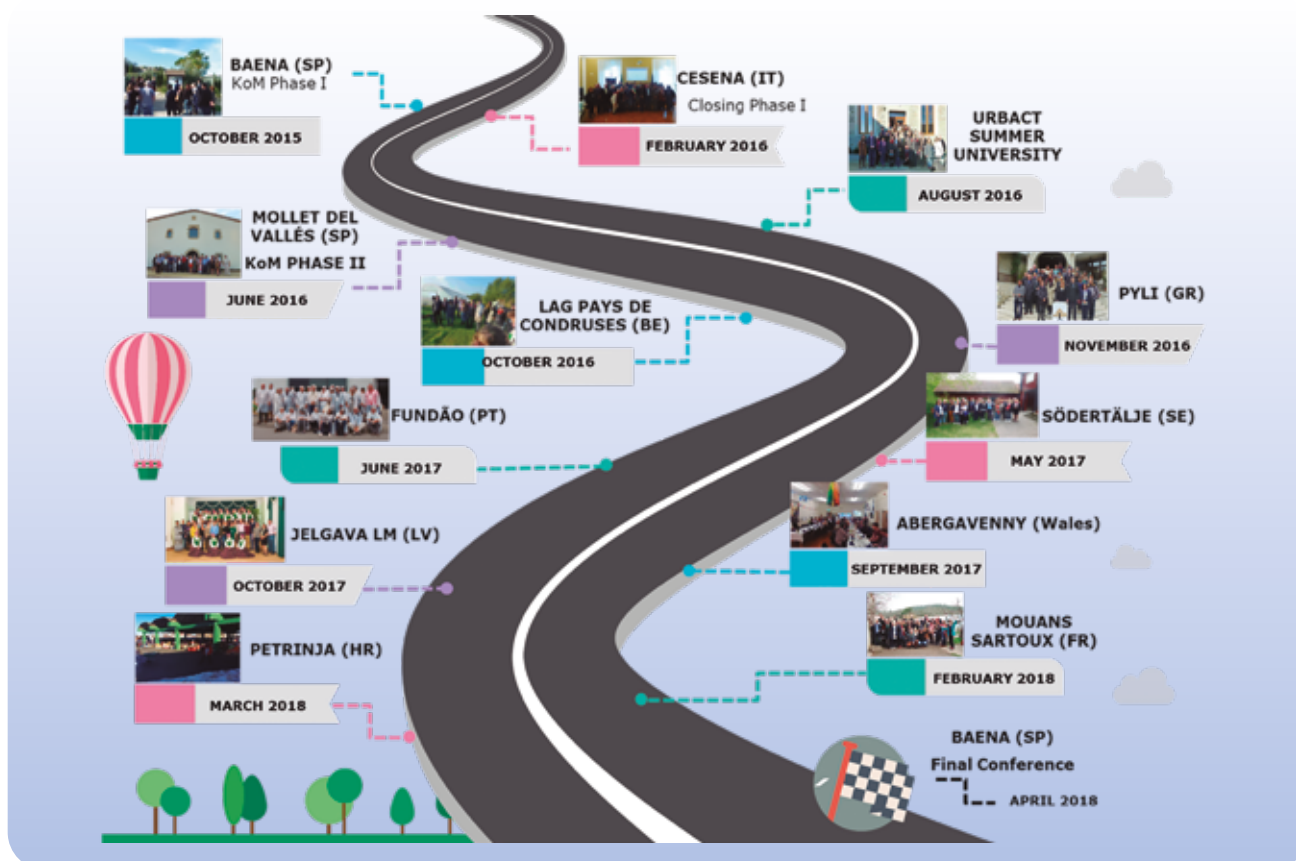 BAENA (SP)
KoM Phase I
OCTOBER 2015
CESENA (IT)
Closing Phase I
FEBRUARY 2016
URBACT
SUMMER
UNIVERSITY
AUGUST 2016
MOLLET DEL
VALLÉS (SP)
KoM PHASE II
JUNE 2016
LAG PAYS DE
CONDRUSES (BE)
OCTOBER 2016
PYLI (GR)
NOVEMBER 2016
FUNDÃO (PT)
JUNE 2017
SÖDERTÄLJE (SE)
MAY 2017
JELGAVA LM (LV)
OCTOBER 2017
ABERGAVENNY (Wales)
SEPTEMBER 2017
PETRINJA (HR)
MARCH 2018
MOUANS
SARTOUX (FR)
FEBRUARY 2018
BAENA (SP)
Final Conference
APRIL 2018